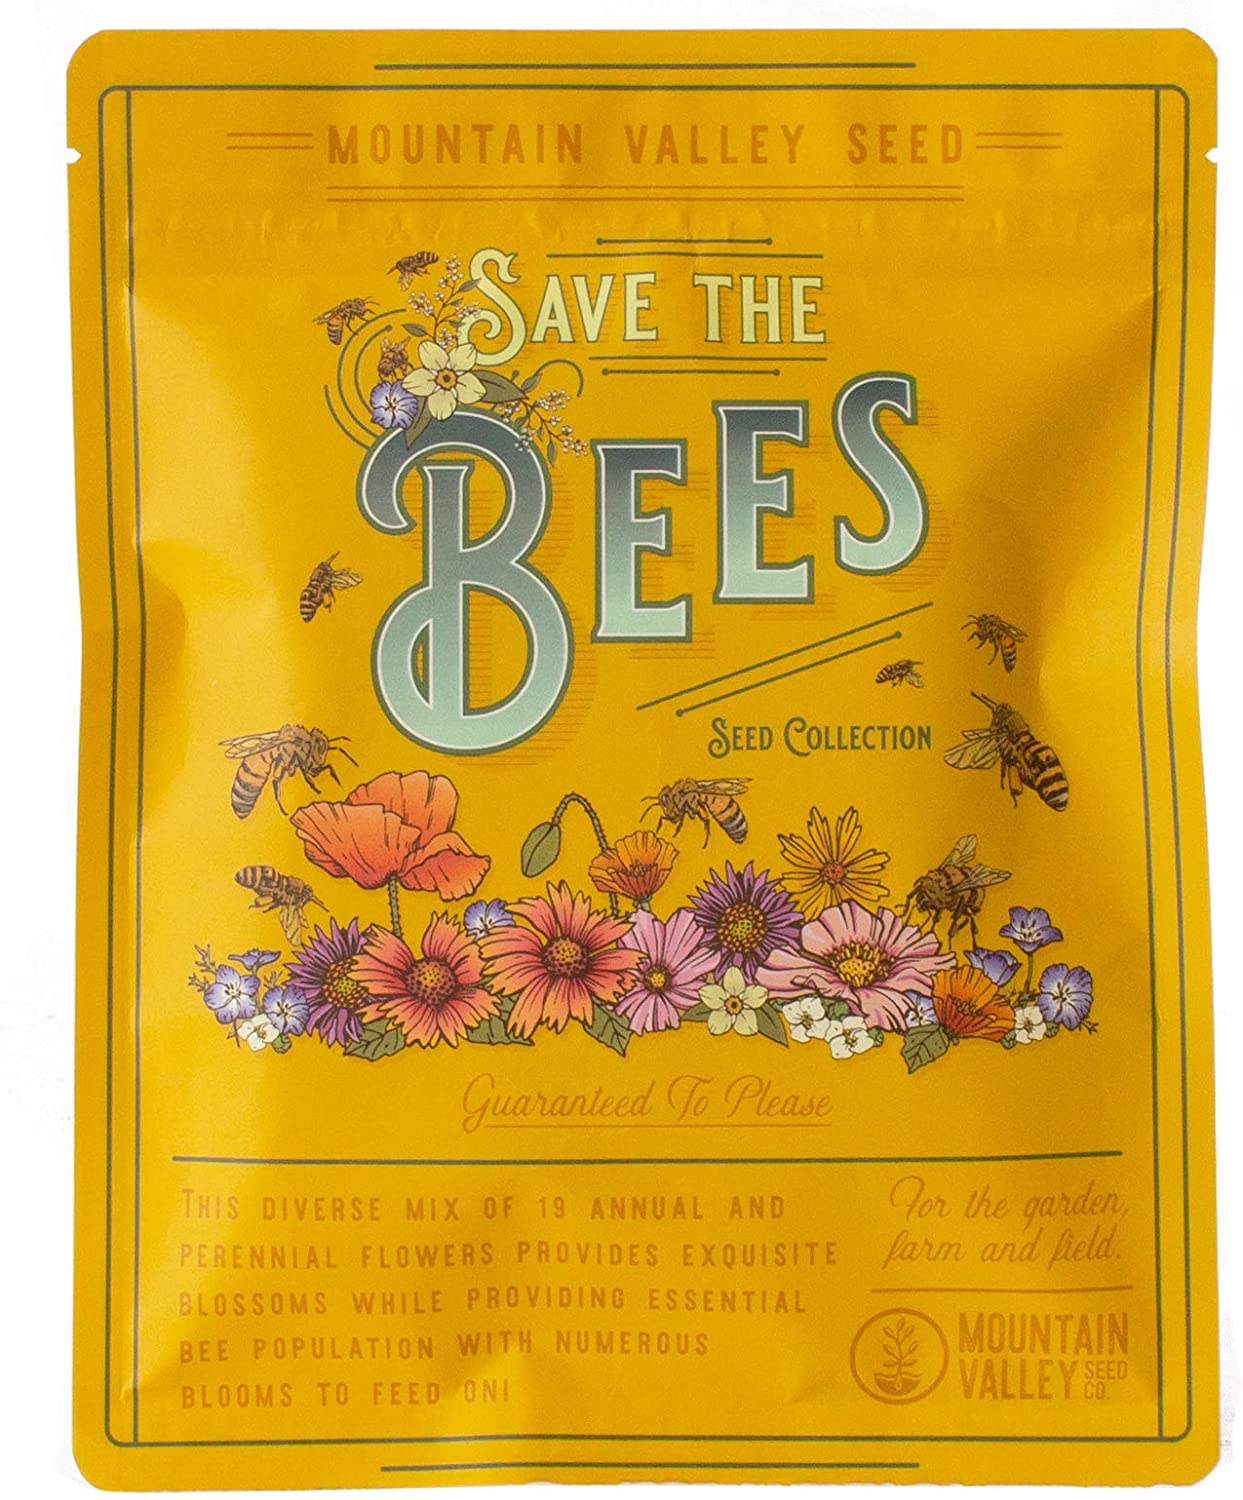 MOUNTAIN VALLEY SEED
SAVE THE
BEES
SEED COLLECTION
Guaranteed To Please
THIS DIVERSE MIX OF 19 ANNUAL AND
PERENNIAL FLOWERS PROVIDES EXQUISITE
BLOSSOMS WHILE PROVIDING ESSENTIAL
BEE POPULATION WITH NUMEROUS
BLOOMS TO FEED ON!
For the garden,
farm and field.
MOUNTAIN
VALLEY SEED CO.